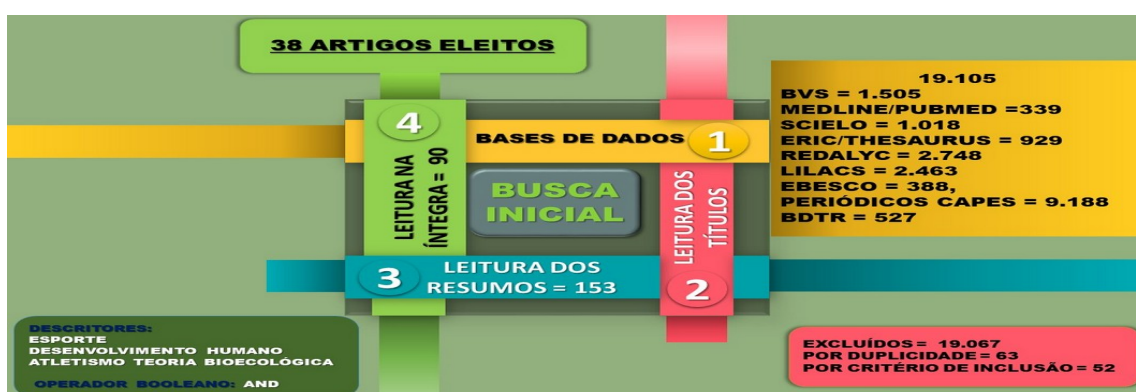 38 ARTIGOS ELEITOS
19.105
BVS = 1.505
MEDLINE/PUBMED =339
SCIELO = 1.018
ERIC/THESAURUS = 929
REDALYC = 2.748
LILACS = 2.463
EBESCO = 388,
PERIÓDICOS CAPES = 9.188
BDTR = 527
BASES DE DADOS 1
LEITURA DOS
TÍTULOS
2
3 LEITURA DOS
RESUMOS = 153
4
LEITURA NA
ÍNTEGRA = 90
BUSCA
INICIAL
DESCRITORES:
ESPORTE
DESENVOLVIMENTO HUMANO
ATLETISMO TEORIA BIOECOLÓGICA
OPERADOR BOOLEANO: AND
EXCLUÍDOS = 19.067
POR DUPLICIDADE = 63
POR CRITÉRIO DE INCLUSÃO = 52